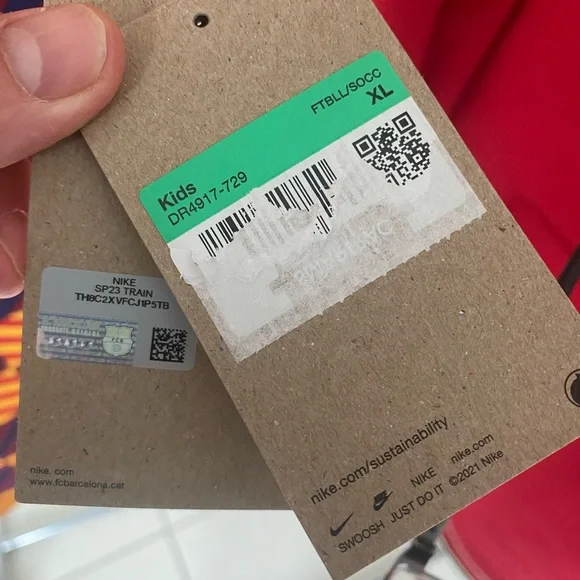 FTBLL/SOCC
XL
Kids
DR4917-729
NIKE
SP23 TRAIN
TH8C2XVFCJ1P5TB
FCB
nike. com
www.fcbarcelona.cat
nike.com/sustainability
NIKE nike.com
SWOOSH JUST DO IT ©2021 Nike